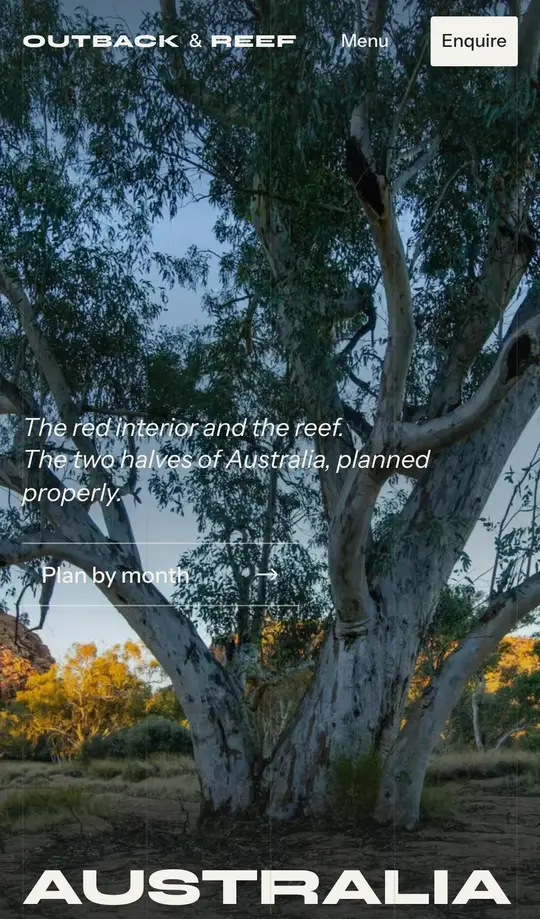 OUTBACK & REEF
Menu
Enquire
The red interior and the reef.
The two halves of Australia, planned
properly.
Plan by month →
AUSTRALIA